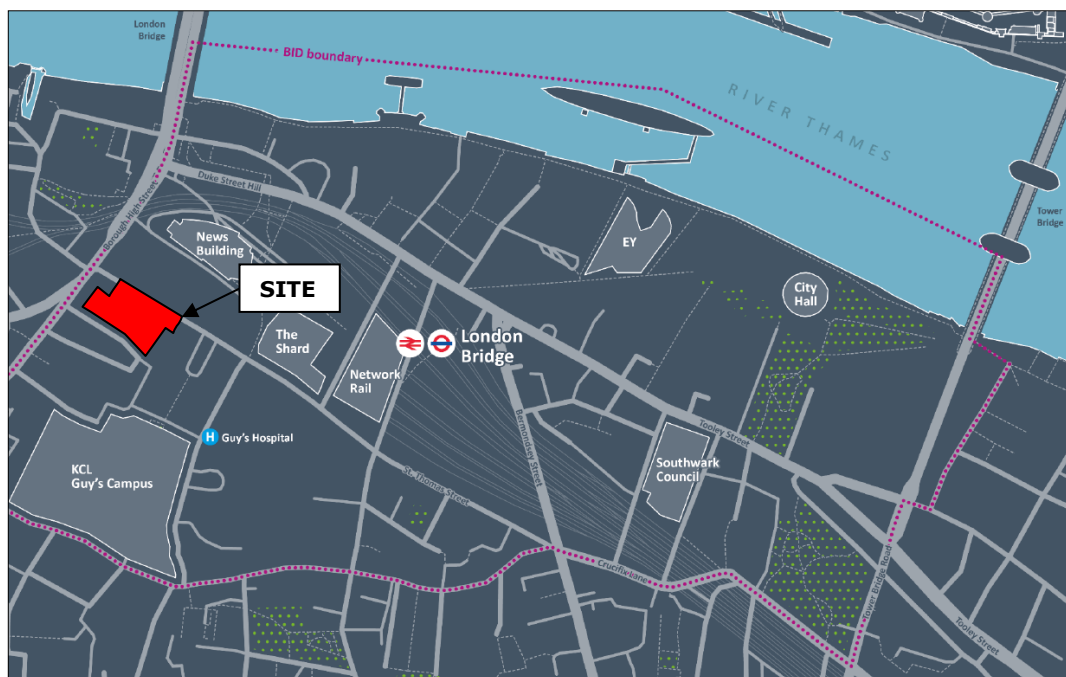 London
Bridge
BID boundary
RIVER THAMES
Tower
Bridge
Duke Street Hill
Borough High Street
News
Building
SITE
EY
City
Hall
The
Shard
Network
Rail
London
Bridge
Bermondsey Street
Tooley Street
H Guy's Hospital
KCL
Guy's Campus
St. Thomas Street
Southwark
Council
Crucifix Lane
Tower Bridge Road
Tooley Street